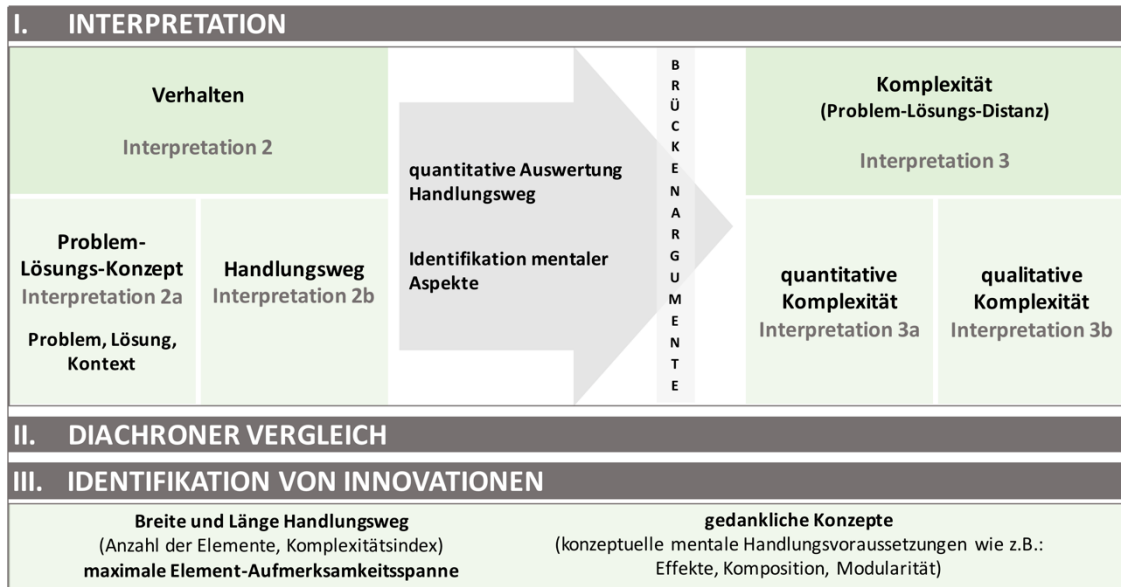 I. INTERPRETATION
Verhalten
Interpretation 2
Problem-
Lösungs-Konzept
Interpretation 2a
Problem, Lösung,
Kontext
Handlungsweg
Interpretation 2b
quantitative Auswertung
Handlungsweg
Identifikation mentaler
Aspekte
BRÜCKENARGUMENTE
Komplexität
(Problem-Lösungs-Distanz)
Interpretation 3
quantitative
Komplexität
Interpretation 3a
qualitative
Komplexität
Interpretation 3b
II. DIACHRONER VERGLEICH
III. IDENTIFIKATION VON INNOVATIONEN
Breite und Länge Handlungsweg
(Anzahl der Elemente, Komplexitätsindex)
maximale Element-Aufmerksamkeitsspanne
gedankliche Konzepte
(konzeptuelle mentale Handlungsvoraussetzungen wie z.B.:
Effekte, Komposition, Modularität)